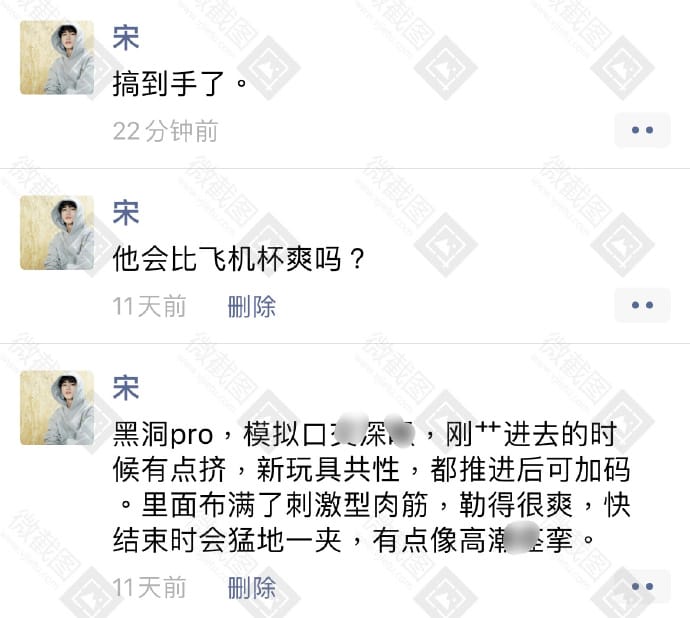 宋
搞到手了。
22分钟前
宋
他会比飞机杯爽吗？
11天前 删除
宋
黑洞pro，模拟口深，刚艹进去的时
候有点挤，新玩具共性，都推进后可加码
。里面布满了刺激型肉筋，勒得很爽，快
结束时会猛地一夹，有点像高潮挛。
11天前 删除
微截图